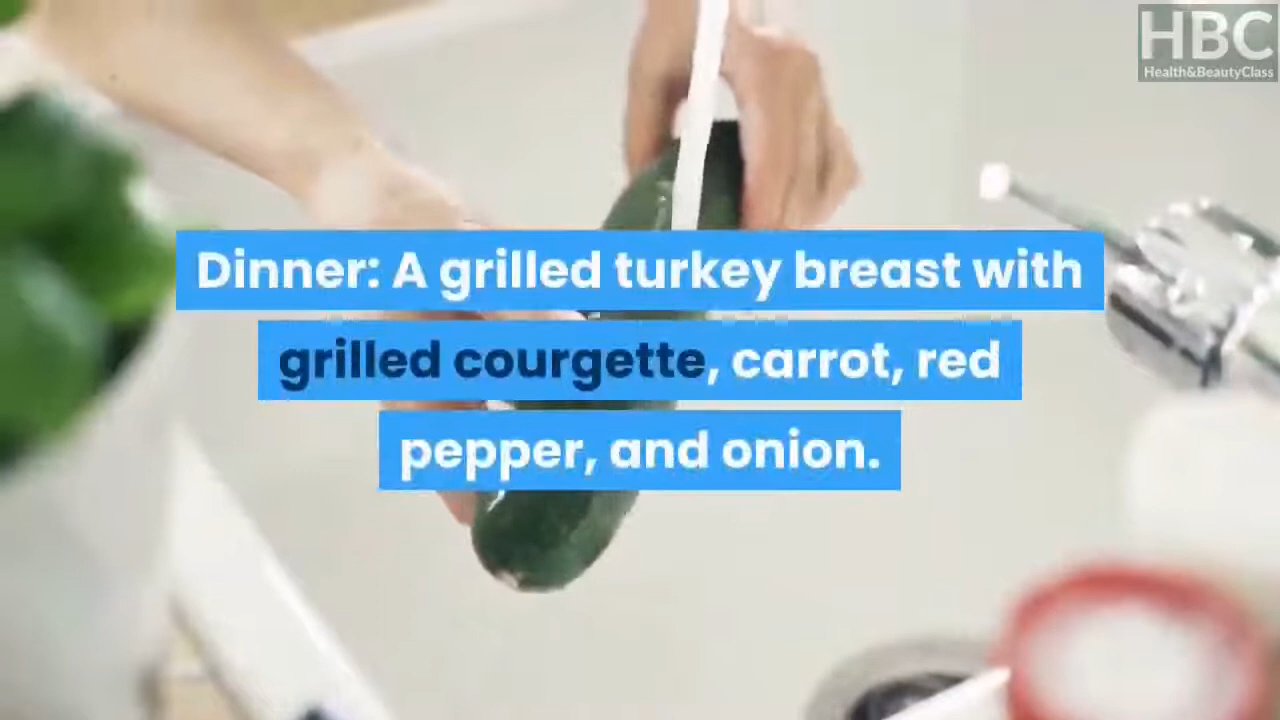 HBC
Health&BeautyClass
Dinner: A grilled turkey breast with
grilled courgette, carrot, red
pepper, and onion.